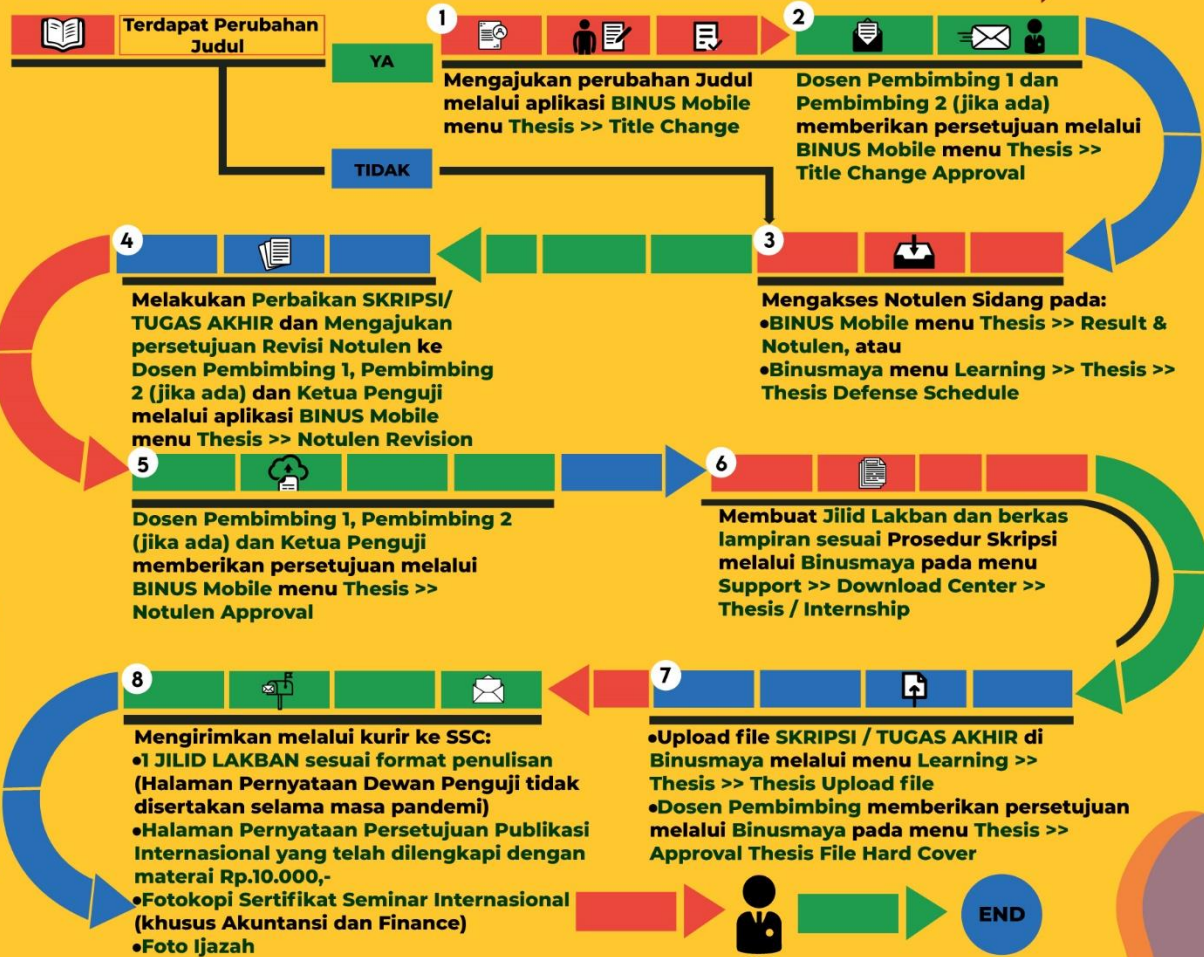 Terdapat Perubahan
Judul
YA
TIDAK
1
Mengajukan perubahan Judul
melalui aplikasi BINUS Mobile
menu Thesis >> Title Change
2
Dosen Pembimbing 1 dan
Pembimbing 2 (jika ada)
memberikan persetujuan melalui
BINUS Mobile menu Thesis >>
Title Change Approval
3
Mengakses Notulen Sidang pada:
•BINUS Mobile menu Thesis >> Result &
Notulen, atau
•Binusmaya menu Learning >> Thesis >>
Thesis Defense Schedule
4
Melakukan Perbaikan SKRIPSI/
TUGAS AKHIR dan Mengajukan
persetujuan Revisi Notulen ke
Dosen Pembimbing 1, Pembimbing
2 (jika ada) dan Ketua Penguji
melalui aplikasi BINUS Mobile
menu Thesis >> Notulen Revision
5
Dosen Pembimbing 1, Pembimbing 2
(jika ada) dan Ketua Penguji
memberikan persetujuan melalui
BINUS Mobile menu Thesis >>
Notulen Approval
6
Membuat Jilid Lakban dan berkas
lampiran sesuai Prosedur Skripsi
melalui Binusmaya pada menu
Support >> Download Center >>
Thesis / Internship
7
•Upload file SKRIPSI / TUGAS AKHIR di
Binusmaya melalui menu Learning >>
Thesis >> Thesis Upload file
•Dosen Pembimbing memberikan persetujuan
melalui Binusmaya pada menu Thesis >>
Approval Thesis File Hard Cover
8
Mengirimkan melalui kurir ke SSC:
•1 JILID LAKBAN sesuai format penulisan
(Halaman Pernyataan Dewan Penguji tidak
disertakan selama masa pandemi)
•Halaman Pernyataan Persetujuan Publikasi
Internasional yang telah dilengkapi dengan
materai Rp.10.000,-
•Fotokopi Sertifikat Seminar Internasional
(khusus Akuntansi dan Finance)
•Foto Ijazah
END